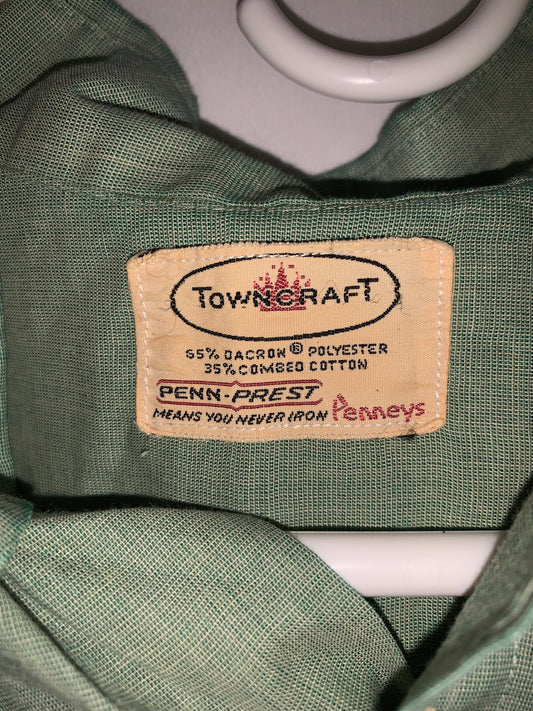 TOWNCRAFT
65% DACRON® POLYESTER
35% COMBED COTTON
PENN-PREST
MEANS YOU NEVER IRON
Penneys